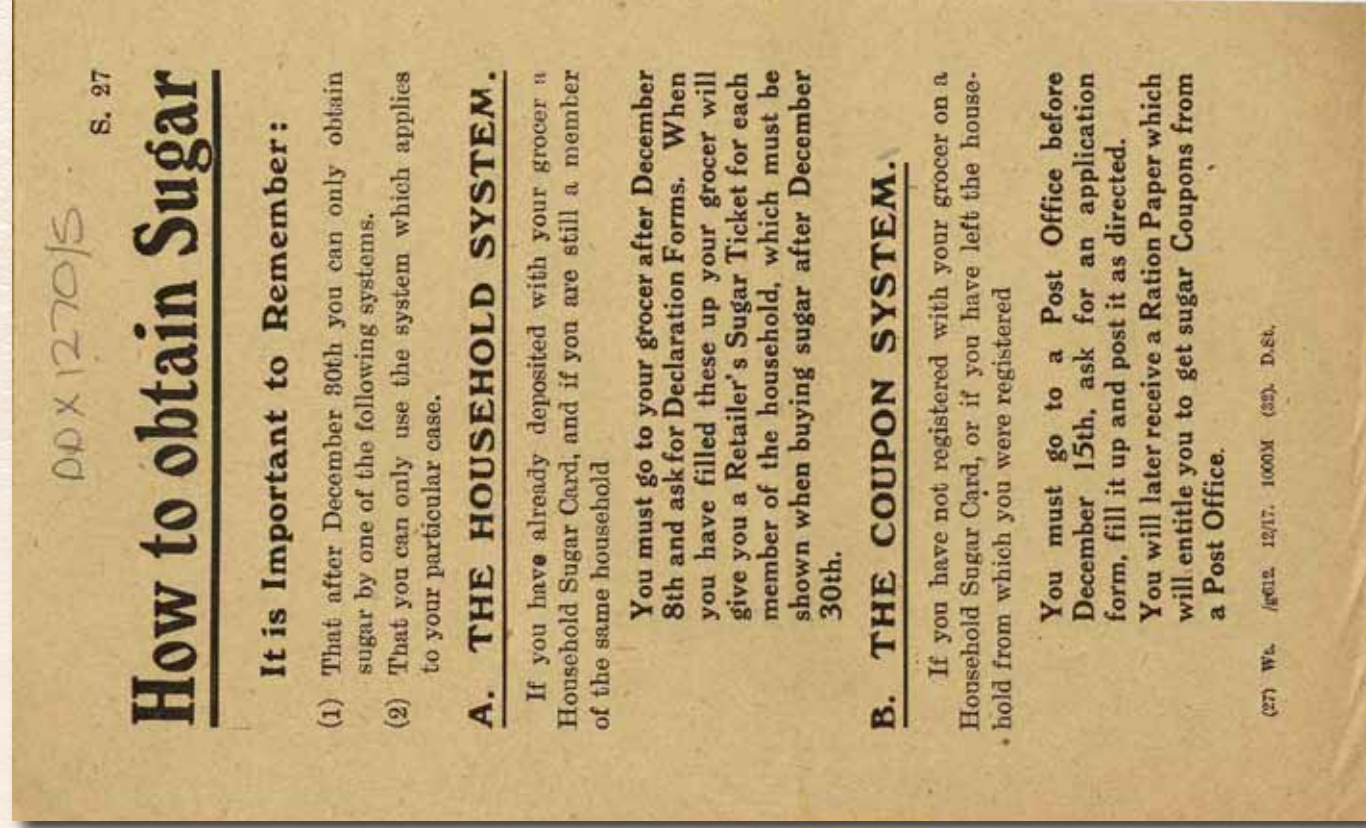 DDX1270/5
S. 27
How to obtain Sugar
It is Important to Remember:
(1) That after December 30th you can only obtain
sugar by one of the following systems.
(2) That you can only use the system which applies
to your particular case.
A. THE HOUSEHOLD SYSTEM.
If you have already deposited with your grocer a
Household Sugar Card, and if you are still a member
of the same household
You must go to your grocer after December
8th and ask for Declaration Forms. When
you have filled these up your grocer will
give you a Retailer's Sugar Ticket for each
member of the household, which must be
shown when buying sugar after December
30th.
B. THE COUPON SYSTEM.
If you have not registered with your grocer on a
Household Sugar Card, or if you have left the house-
hold from which you were registered
You must go to a Post Office before
December 15th, ask for an application
form, fill it up and post it as directed.
You will later receive a Ration Paper which
will entitle you to get sugar Coupons from
a Post Office.
(27) Wt. /g612. 12/17. 1000M (32). D.St.